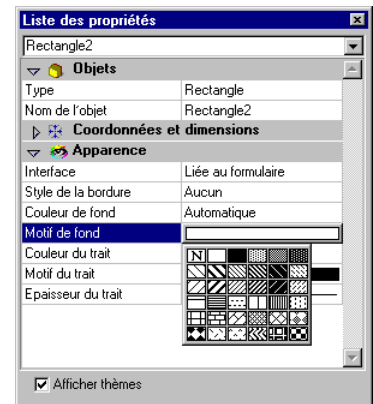 Liste des propriétés
Rectangle2
Objets
Type Rectangle
Nom de l'objet Rectangle2
Coordonnées et dimensions
Apparence
Interface Liée au formulaire
Style de la bordure Aucun
Couleur de fond Automatique
Motif de fond
Couleur du trait
N
Motif du trait
Epaisseur du trait
Afficher thèmes